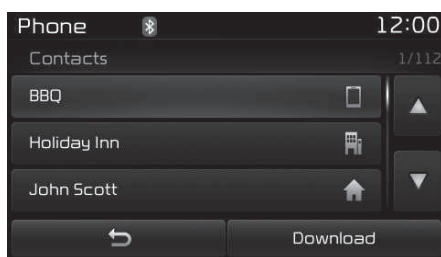 Phone 12:00
Contacts 1/112
BBQ
Holiday Inn
John Scott
Download